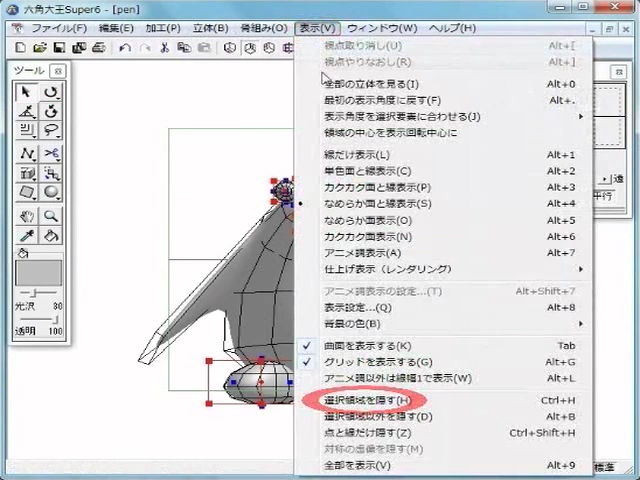 六角大王Super6 - [pen]
ファイル(F) 編集(E) 加工(P) 立体(B) 骨組み(O) 表示(V) ウィンドウ(W) ヘルプ(H)
ツール
光沢 30
透明 100
視点取り消し(U) Alt+[
視点やりなおし(R) Alt+]
全部の立体を見る(I) Alt+0
最初の表示角度に戻す(F) Alt+.
表示角度を選択要素に合わせる(J)
領域の中心を表示回転中心に
線だけ表示(L) Alt+1
単色面と線表示(C) Alt+2
カクカク面と線表示(P) Alt+3
なめらか面と線表示(S) Alt+4
なめらか面表示(O) Alt+5
カクカク面表示(N) Alt+6
アニメ調表示(A) Alt+7
仕上げ表示（レンダリング）
アニメ調表示の設定...(T) Alt+Shift+7
表示設定...(Q) Alt+8
背景の色(B)
曲面を表示する(K) Tab
グリッドを表示する(G) Alt+G
アニメ調以外は線幅1で表示(W) Alt+L
選択領域を隠す(H) Ctrl+H
選択領域以外を隠す(D) Alt+B
点と線だけ隠す(Z) Ctrl+Shift+H
対称の虚像を隠す(M)
全部を表示(V) Alt+9
遠
平行
標準